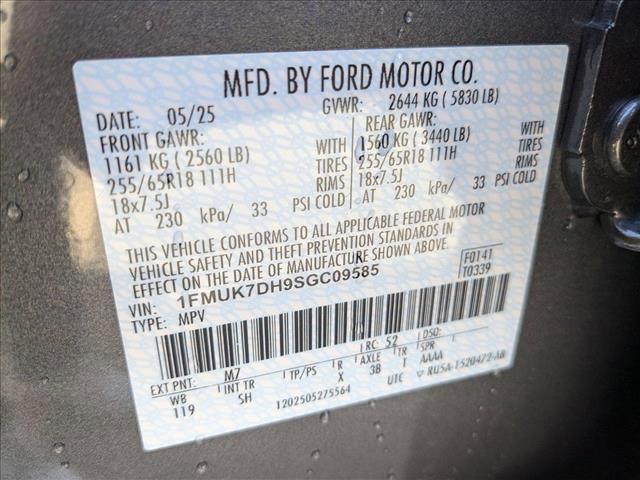 MFD. BY FORD MOTOR CO.
DATE: 05/25 GVWR: 2644 KG ( 5830 LB)
FRONT GAWR: REAR GAWR:
1161 KG ( 2560 LB) WITH 1560 KG ( 3440 LB) WITH
255/65R18 111H TIRES 255/65R18 111H TIRES
18x7.5J RIMS 18x7.5J RIMS
AT 230 kPa/ 33 PSI COLD AT 230 kPa/ 33 PSI COLD
THIS VEHICLE CONFORMS TO ALL APPLICABLE FEDERAL MOTOR
VEHICLE SAFETY AND THEFT PREVENTION STANDARDS IN
EFFECT ON THE DATE OF MANUFACTURE SHOWN ABOVE.
VIN: 1FMUK7DH9SGC09585 F0141
TYPE: MPV T0339
EXT PNT: M7 RC: 52 DSO:
WB INT TR TP/PS R AXLE TR SPR
119 SH X 3B T AAAA
1202505275564 UTC RU5A-1520472-AB